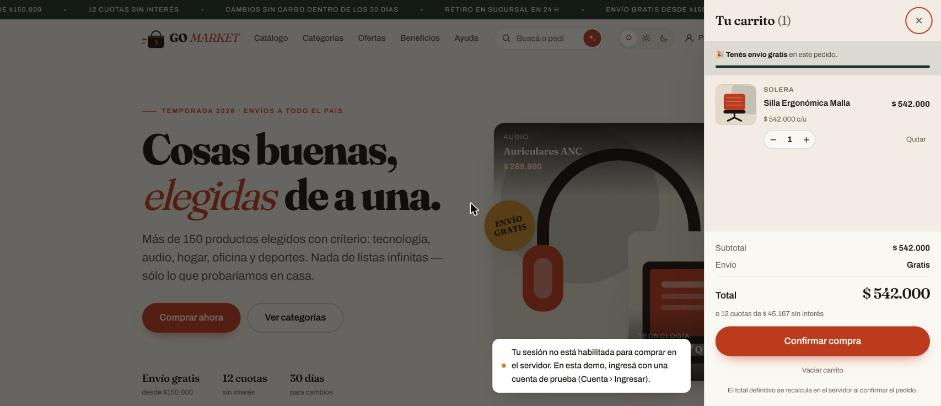 E $150.000 • 12 CUOTAS SIN INTERÉS • CAMBIOS SIN CARGO DENTRO DE LOS 30 DÍAS • RETIRO EN SUCURSAL EN 24 H • ENVÍO GRATIS DESDE $15
GO MARKET Catálogo Categorías Ofertas Beneficios Ayuda Buscá o pedí
TEMPORADA 2026 · ENVÍOS A TODO EL PAÍS
Cosas buenas,
elegidas de a una.
Más de 150 productos elegidos con criterio: tecnología,
audio, hogar, oficina y deportes. Nada de listas infinitas —
sólo lo que probaríamos en casa.
Comprar ahora Ver categorías
Envío gratis 12 cuotas 30 días
desde $150.000 sin interés para cambios
AUDIO
Auriculares ANC
$ 289.900
ENVÍO
GRATIS
TECNOLOGÍA
Tu sesión no está habilitada para comprar en
el servidor. En esta demo, ingresá con una
cuenta de prueba (Cuenta › Ingresar).
Tu carrito (1)
🎉 Tenés envío gratis en este pedido.
SOLERA
Silla Ergonómica Malla $ 542.000
$ 542.000 c/u
− 1 + Quitar
Subtotal $ 542.000
Envío Gratis
Total $ 542.000
o 12 cuotas de $ 45.167 sin interés
Confirmar compra
Vaciar carrito
El total definitivo se recalcula en el servidor al confirmar el pedido.